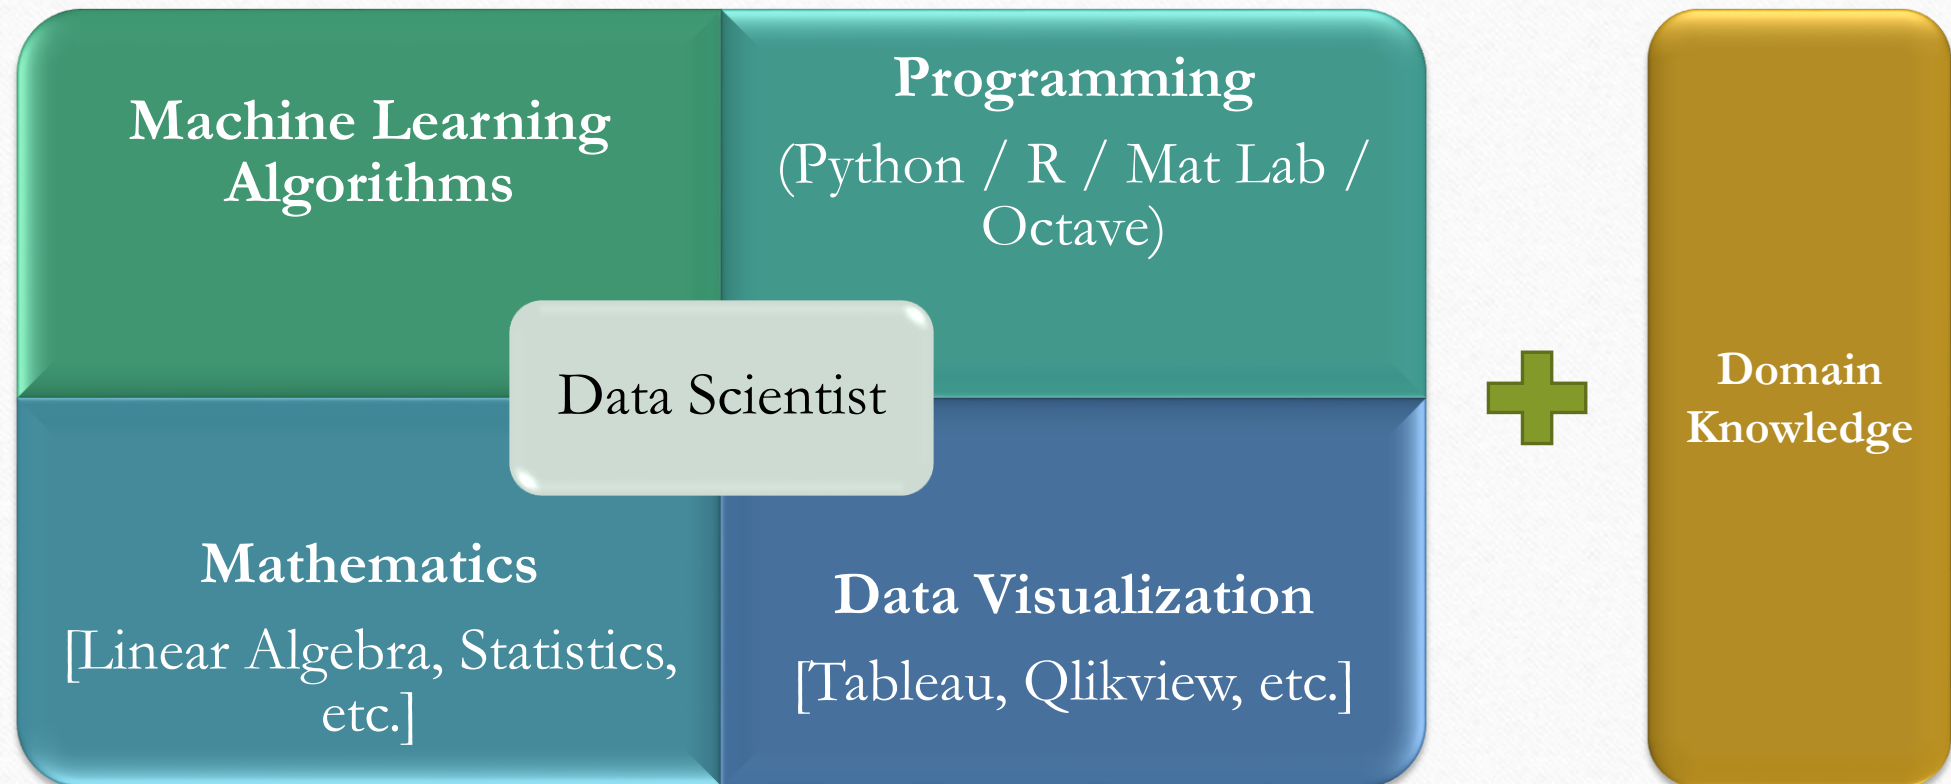 Machine Learning
Algorithms
Programming
(Python / R / Mat Lab /
Octave)
Data Scientist
Mathematics
[Linear Algebra, Statistics,
etc.]
Data Visualization
[Tableau, Qlikview, etc.]
Domain
Knowledge